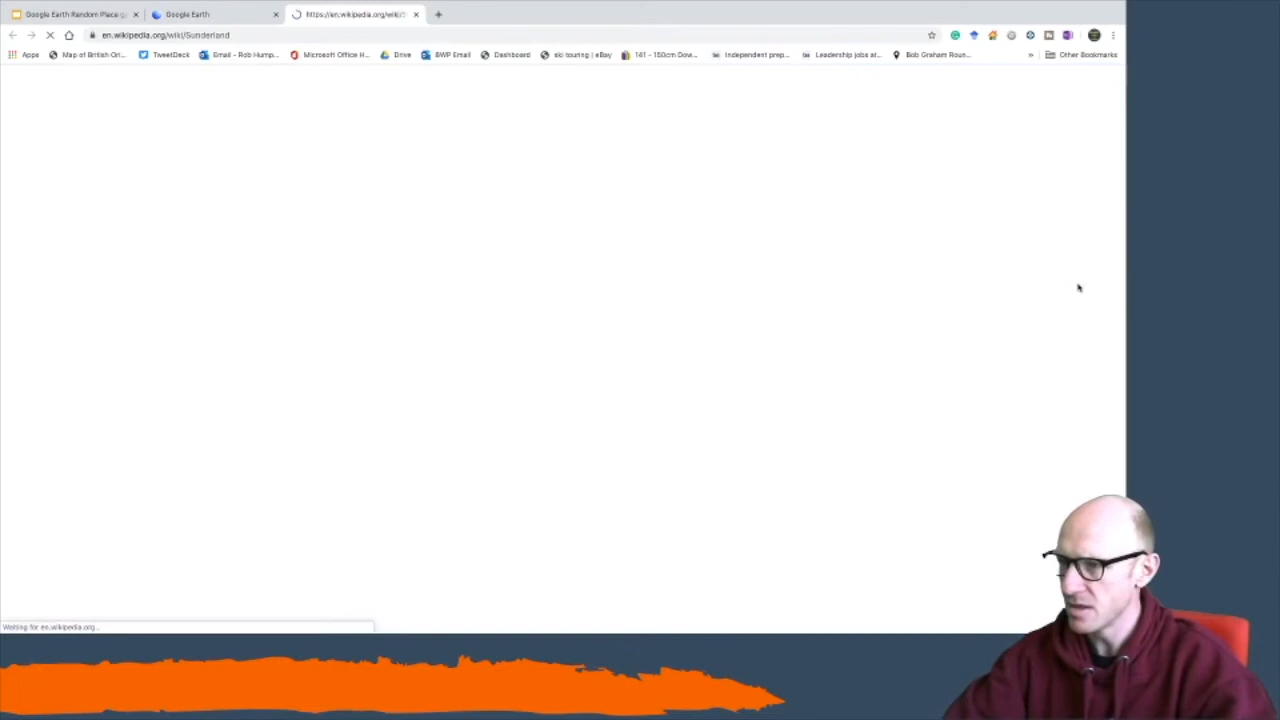 Google Earth Random Place g
Google Earth
https://en.wikipedia.org/wiki/S
en.wikipedia.org/wiki/Sunderland
Apps
Map of British Ori...
TweetDeck
Email - Rob Hump...
Microsoft Office H...
Drive
BWP Email
Dashboard
ski touring | eBay
141 - 150cm Dow...
Independent prep...
Leadership jobs at...
Bob Graham Roun...
»
Other Bookmarks
Waiting for en.wikipedia.org...